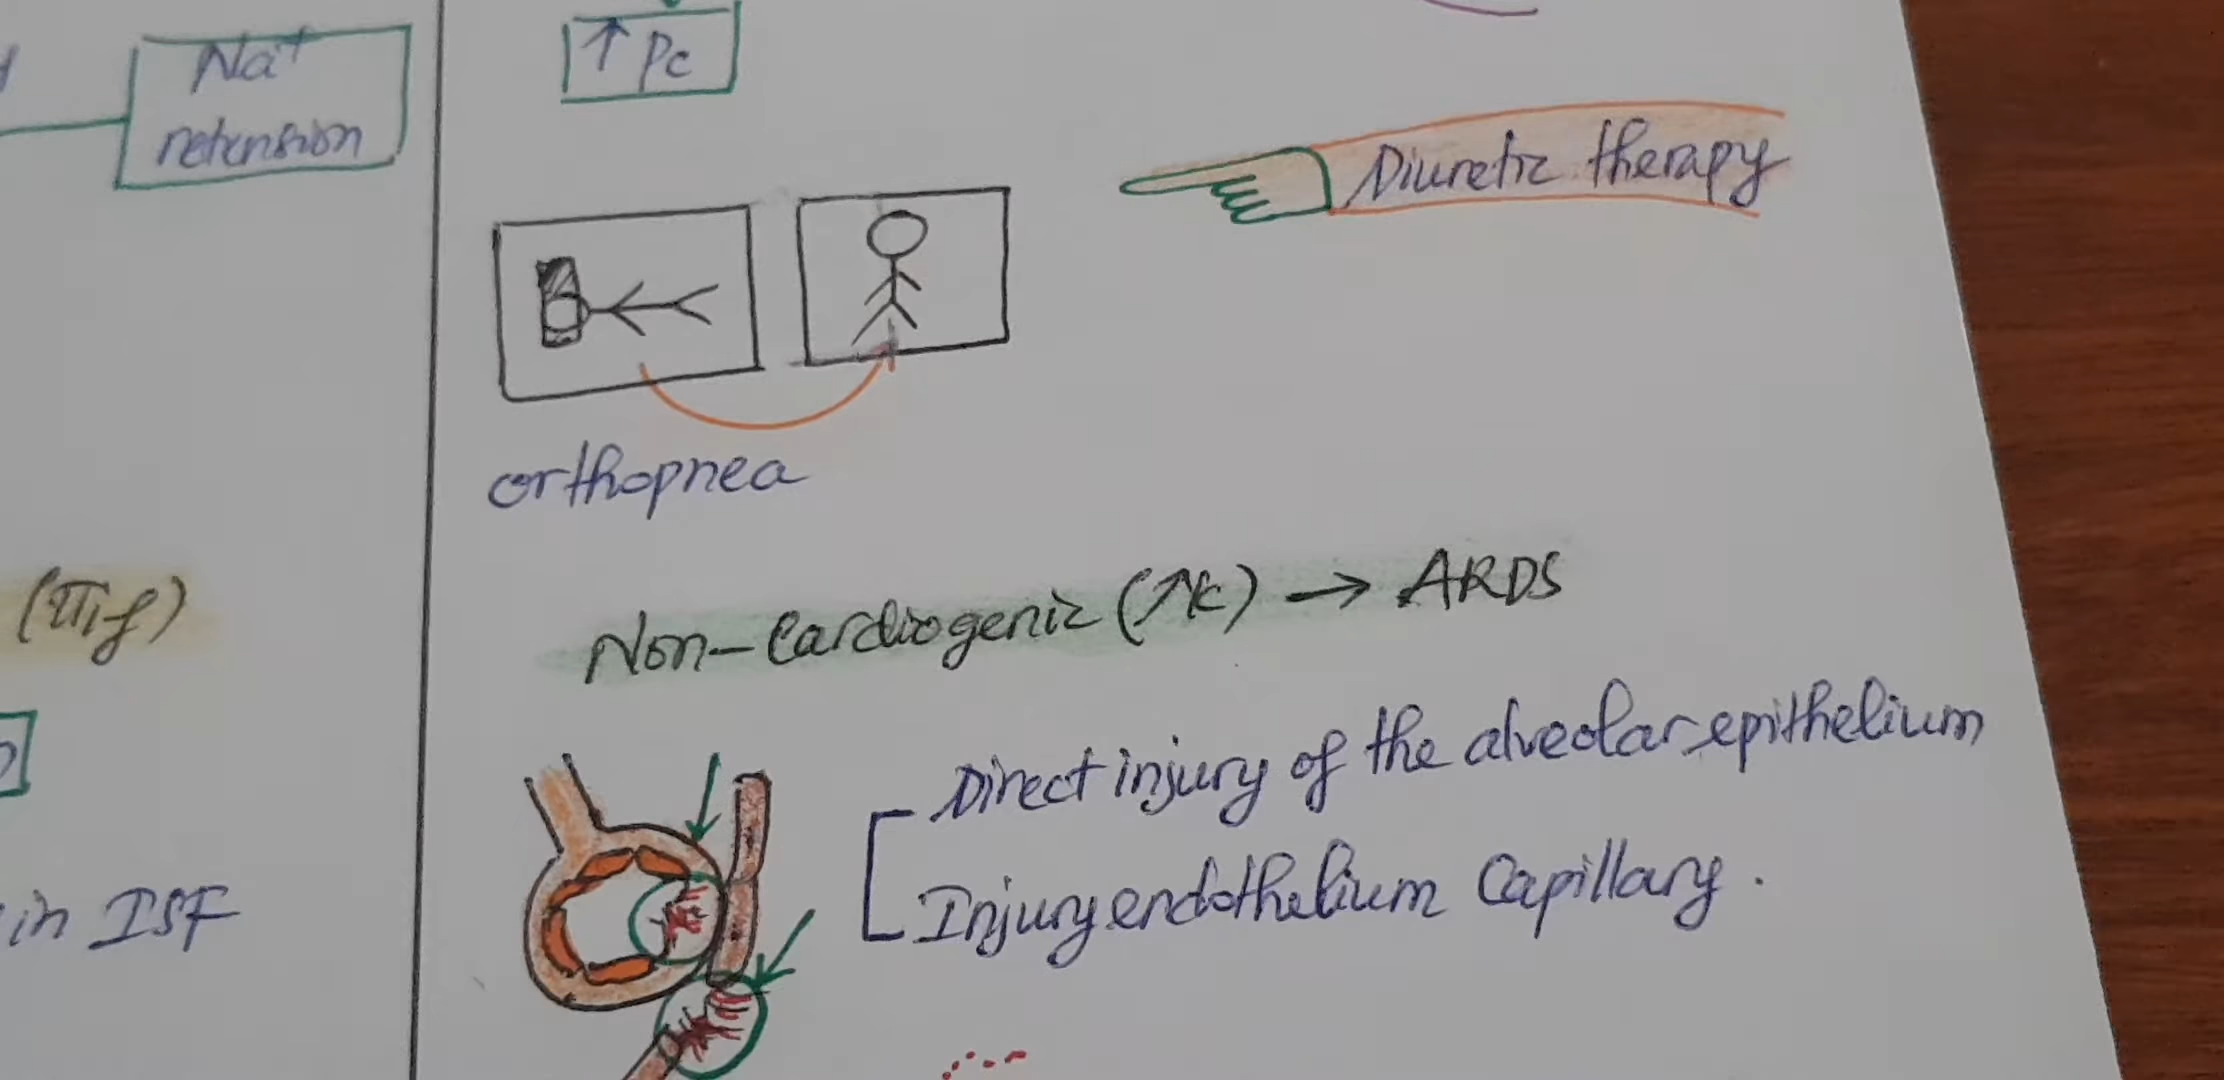 Na+
retension
↑ Pc
Diuretic therapy
orthopnea
(πif)
Non-Cardiogenic (↑K) → ARDS
Direct injury of the alveolar epithelium
Injury endothelium Capillary.
in ISF